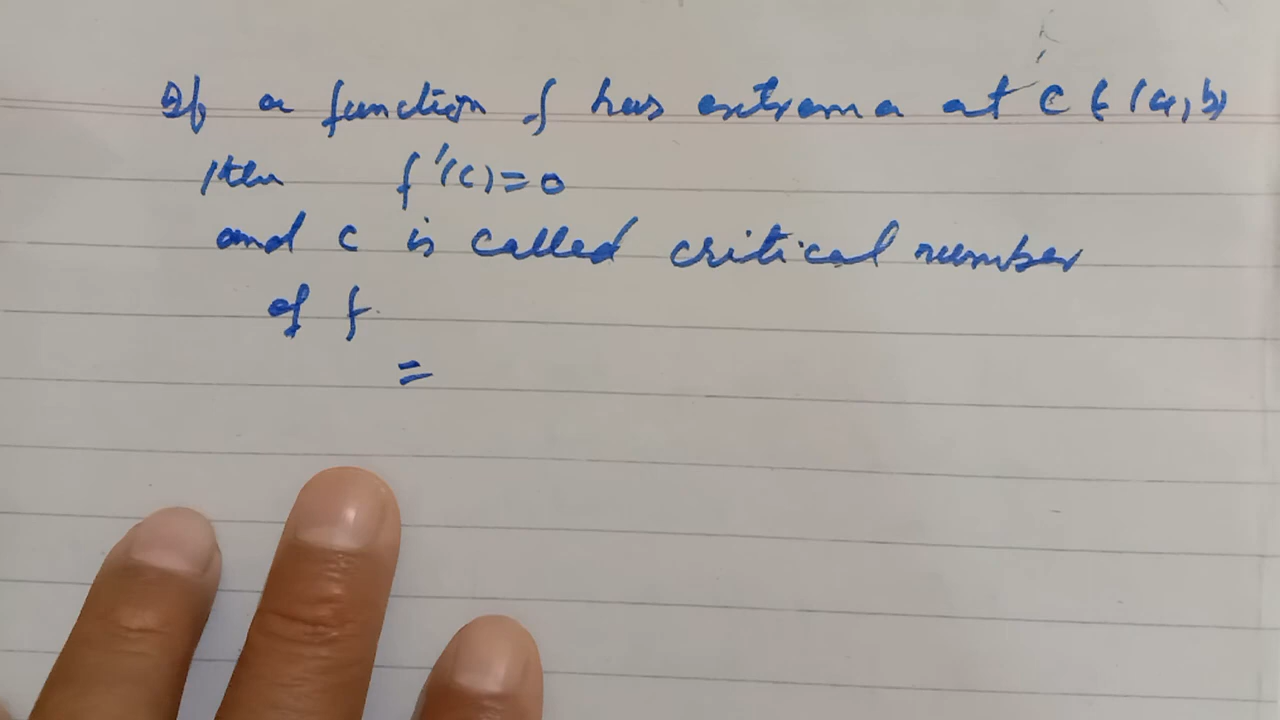 If a function f has extrema at c ∈ (a, b)
then f'(c)=0
and c is called critical number
of f.
=